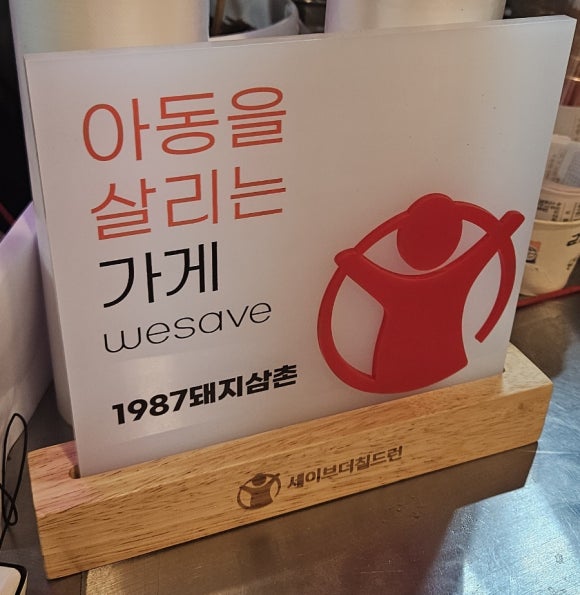 아동을
살리는
가게
wesave
1987돼지삼촌
세이브더칠드런